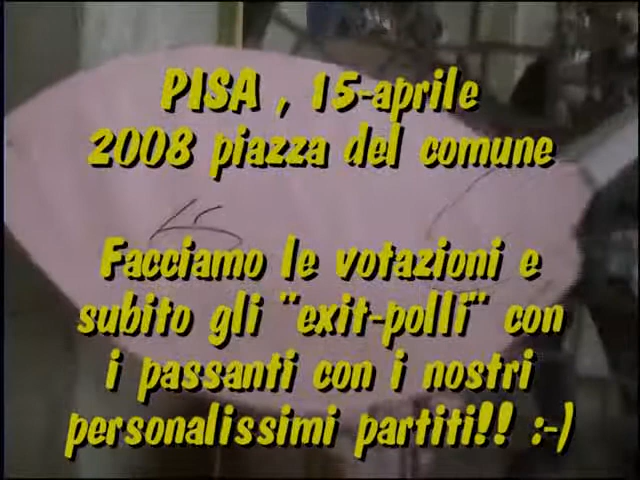 PISA , 15-aprile
2008 piazza del comune
Facciamo le votazioni e
subito gli "exit-polli" con
i passanti con i nostri
personalissimi partiti!! :-)